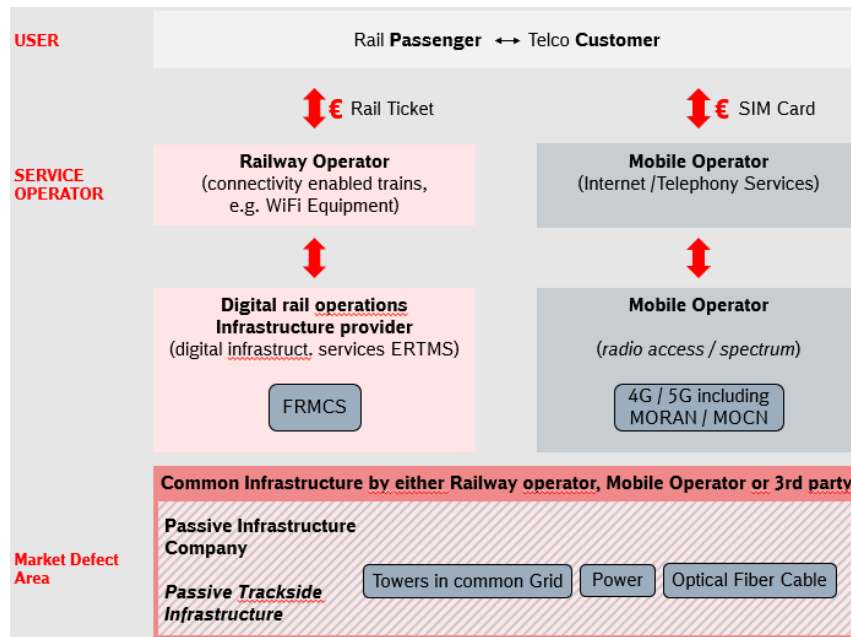 USER
Rail Passenger ↔ Telco Customer
€ Rail Ticket
€ SIM Card
SERVICE
OPERATOR
Railway Operator
(connectivity enabled trains,
e.g. WiFi Equipment)
Mobile Operator
(Internet /Telephony Services)
Digital rail operations
Infrastructure provider
(digital infrastruct. services ERTMS)
FRMCS
Mobile Operator
(radio access / spectrum)
4G / 5G including
MORAN / MOCN
Common Infrastructure by either Railway operator, Mobile Operator or 3rd party
Market Defect
Area
Passive Infrastructure
Company
Passive Trackside
Infrastructure
Towers in common Grid
Power
Optical Fiber Cable